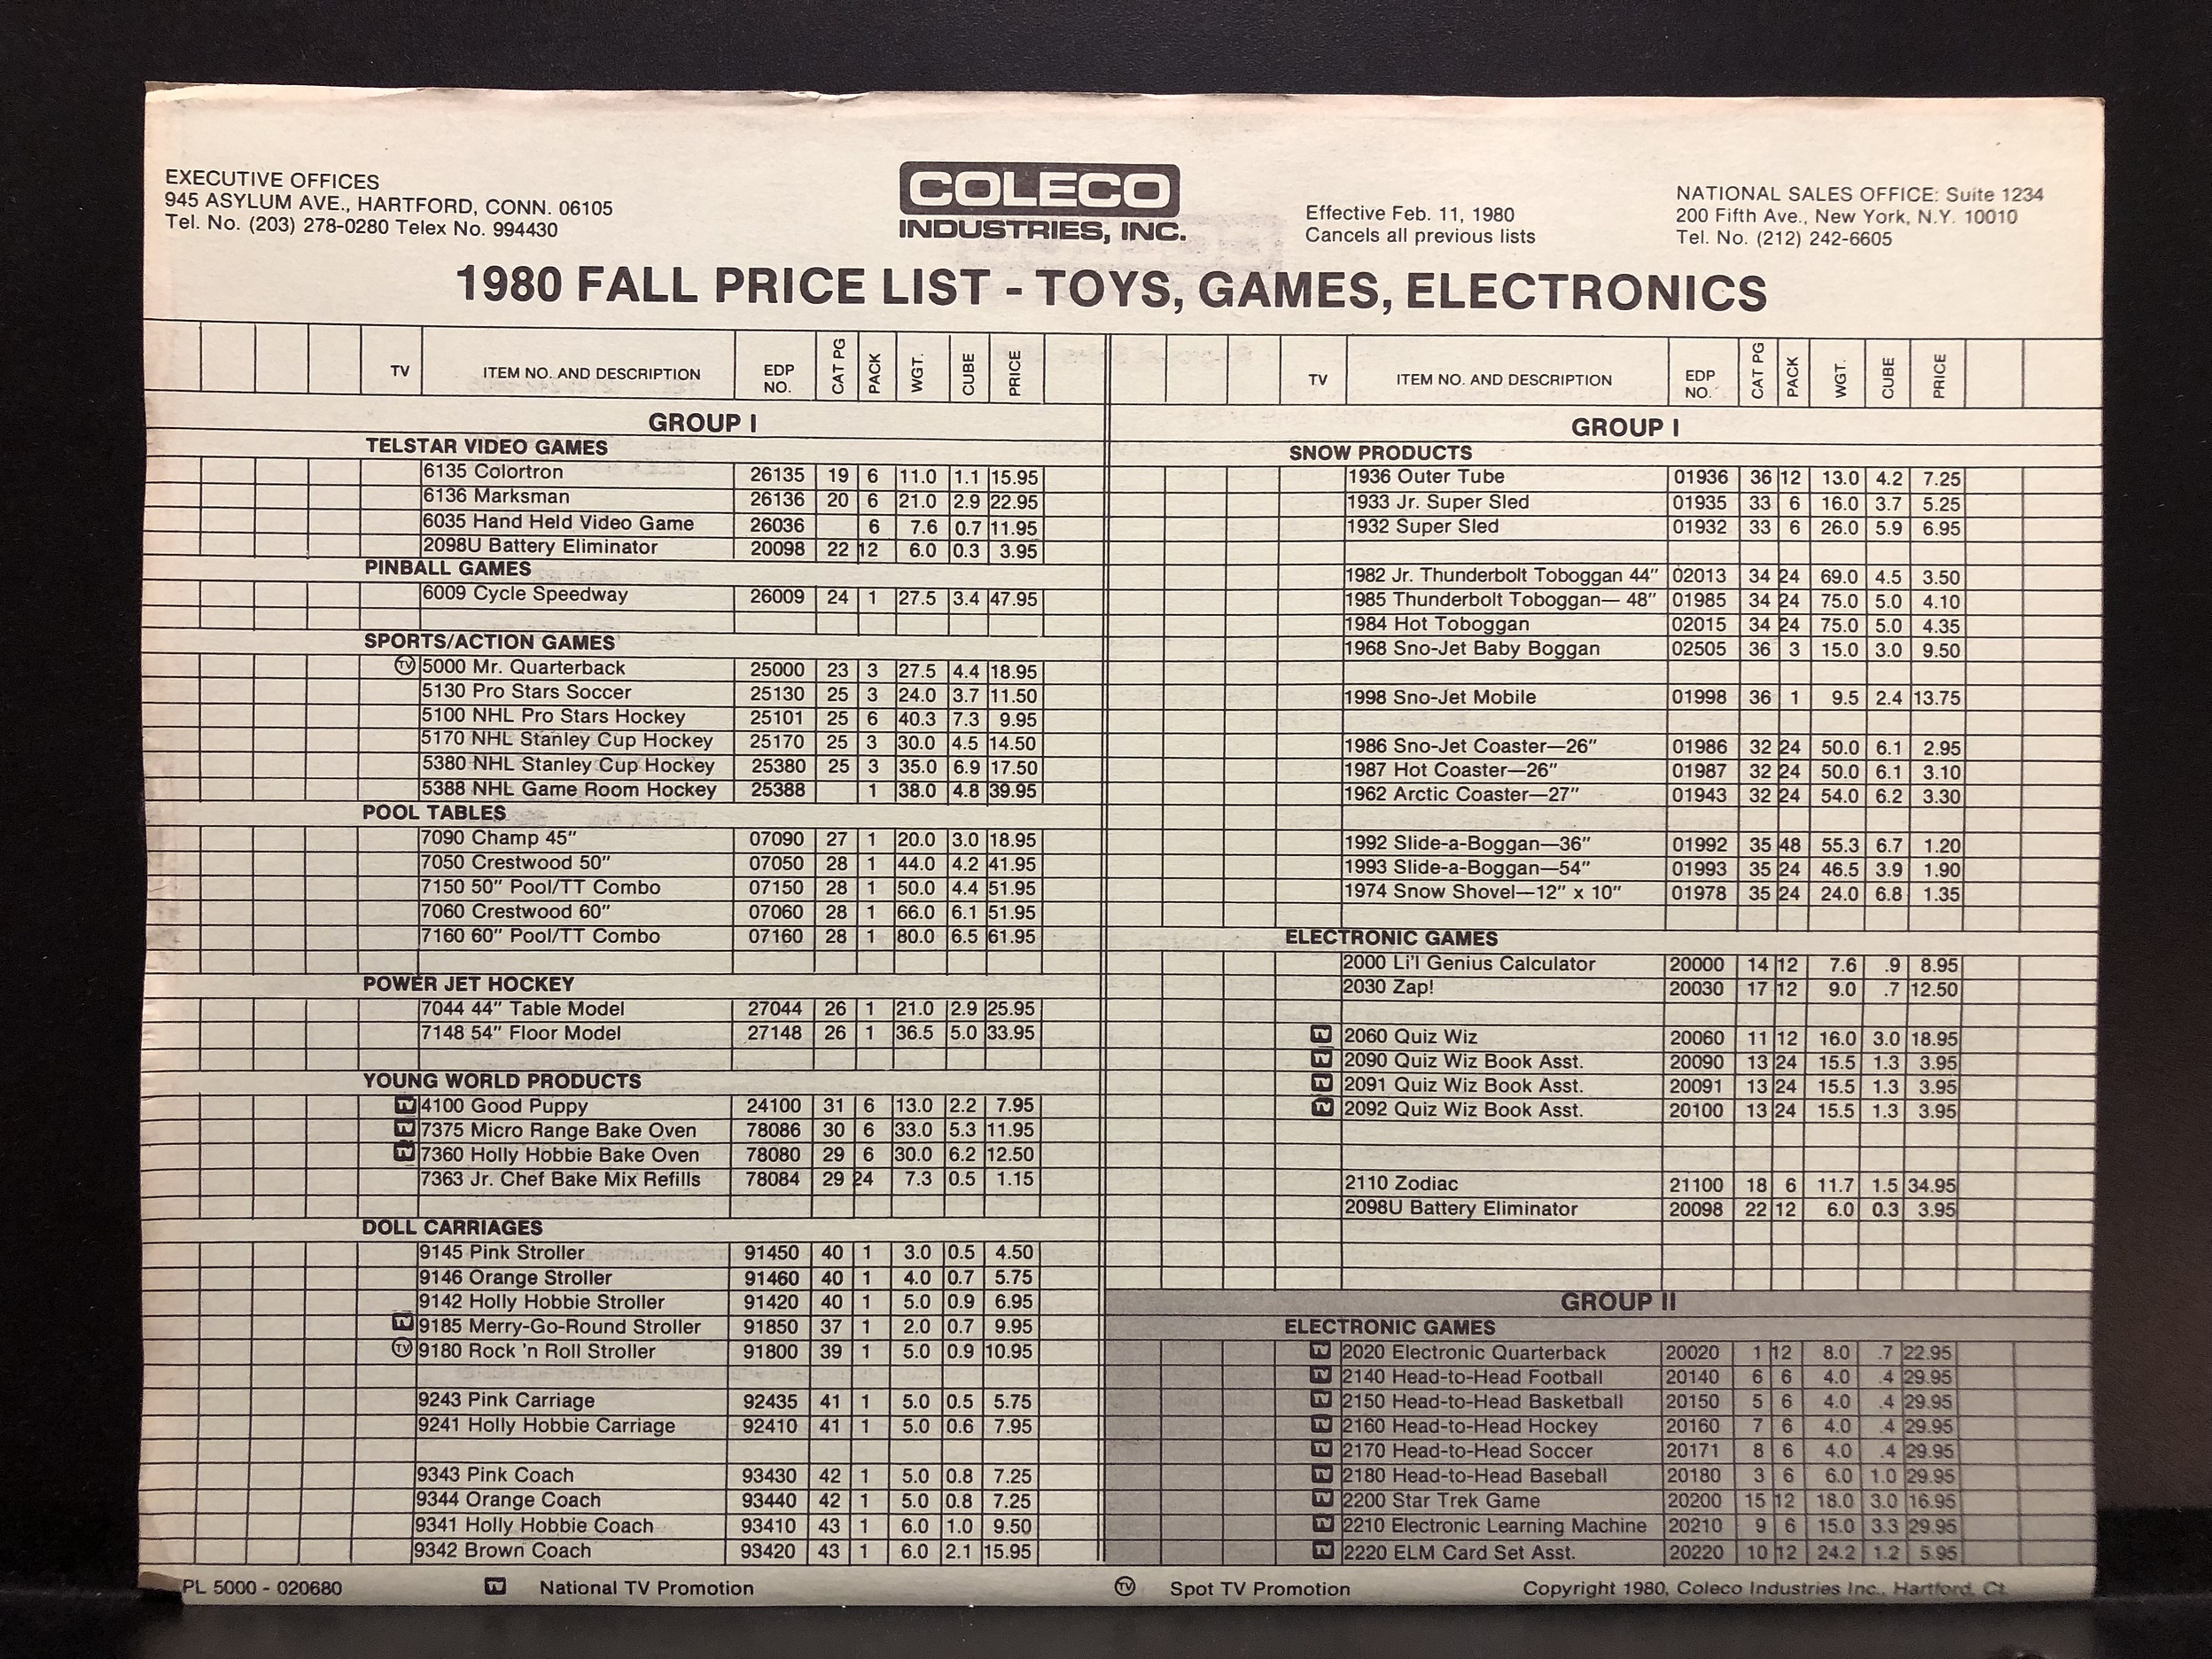 EXECUTIVE OFFICES
945 ASYLUM AVE., HARTFORD, CONN. 06105
Tel. No. (203) 278-0280 Telex No. 994430
COLECO
INDUSTRIES, INC.
Effective Feb. 11, 1980
Cancels all previous lists
NATIONAL SALES OFFICE: Suite 1234
200 Fifth Ave., New York, N.Y. 10010
Tel. No. (212) 242-6605
1980 FALL PRICE LIST - TOYS, GAMES, ELECTRONICS
TV ITEM NO. AND DESCRIPTION EDP NO. CAT PG PACK WGT. CUBE PRICE
GROUP I
TELSTAR VIDEO GAMES
6135 Colortron 26135 19 6 11.0 1.1 15.95
6136 Marksman 26136 20 6 21.0 2.9 22.95
6035 Hand Held Video Game 26036 6 7.6 0.7 11.95
2098U Battery Eliminator 20098 22 12 6.0 0.3 3.95
PINBALL GAMES
6009 Cycle Speedway 26009 24 1 27.5 3.4 47.95
SPORTS/ACTION GAMES
TV 5000 Mr. Quarterback 25000 23 3 27.5 4.4 18.95
5130 Pro Stars Soccer 25130 25 3 24.0 3.7 11.50
5100 NHL Pro Stars Hockey 25101 25 6 40.3 7.3 9.95
5170 NHL Stanley Cup Hockey 25170 25 3 30.0 4.5 14.50
5380 NHL Stanley Cup Hockey 25380 25 3 35.0 6.9 17.50
5388 NHL Game Room Hockey 25388 1 38.0 4.8 39.95
POOL TABLES
7090 Champ 45" 07090 27 1 20.0 3.0 18.95
7050 Crestwood 50" 07050 28 1 44.0 4.2 41.95
7150 50" Pool/TT Combo 07150 28 1 50.0 4.4 51.95
7060 Crestwood 60" 07060 28 1 66.0 6.1 51.95
7160 60" Pool/TT Combo 07160 28 1 80.0 6.5 61.95
POWER JET HOCKEY
7044 44" Table Model 27044 26 1 21.0 2.9 25.95
7148 54" Floor Model 27148 26 1 36.5 5.0 33.95
YOUNG WORLD PRODUCTS
TV 4100 Good Puppy 24100 31 6 13.0 2.2 7.95
TV 7375 Micro Range Bake Oven 78086 30 6 33.0 5.3 11.95
TV 7360 Holly Hobbie Bake Oven 78080 29 6 30.0 6.2 12.50
7363 Jr. Chef Bake Mix Refills 78084 29 24 7.3 0.5 1.15
DOLL CARRIAGES
9145 Pink Stroller 91450 40 1 3.0 0.5 4.50
9146 Orange Stroller 91460 40 1 4.0 0.7 5.75
9142 Holly Hobbie Stroller 91420 40 1 5.0 0.9 6.95
TV 9185 Merry-Go-Round Stroller 91850 37 1 2.0 0.7 9.95
TV 9180 Rock 'n Roll Stroller 91800 39 1 5.0 0.9 10.95
9243 Pink Carriage 92435 41 1 5.0 0.5 5.75
9241 Holly Hobbie Carriage 92410 41 1 5.0 0.6 7.95
9343 Pink Coach 93430 42 1 5.0 0.8 7.25
9344 Orange Coach 93440 42 1 5.0 0.8 7.25
9341 Holly Hobbie Coach 93410 43 1 6.0 1.0 9.50
9342 Brown Coach 93420 43 1 6.0 2.1 15.95
TV ITEM NO. AND DESCRIPTION EDP NO. CAT PG PACK WGT. CUBE PRICE
GROUP I
SNOW PRODUCTS
1936 Outer Tube 01936 36 12 13.0 4.2 7.25
1933 Jr. Super Sled 01935 33 6 16.0 3.7 5.25
1932 Super Sled 01932 33 6 26.0 5.9 6.95
1982 Jr. Thunderbolt Toboggan 44" 02013 34 24 69.0 4.5 3.50
1985 Thunderbolt Toboggan— 48" 01985 34 24 75.0 5.0 4.10
1984 Hot Toboggan 02015 34 24 75.0 5.0 4.35
1968 Sno-Jet Baby Boggan 02505 36 3 15.0 3.0 9.50
1998 Sno-Jet Mobile 01998 36 1 9.5 2.4 13.75
1986 Sno-Jet Coaster—26" 01986 32 24 50.0 6.1 2.95
1987 Hot Coaster—26" 01987 32 24 50.0 6.1 3.10
1962 Arctic Coaster—27" 01943 32 24 54.0 6.2 3.30
1992 Slide-a-Boggan—36" 01992 35 48 55.3 6.7 1.20
1993 Slide-a-Boggan—54" 01993 35 24 46.5 3.9 1.90
1974 Snow Shovel—12" x 10" 01978 35 24 24.0 6.8 1.35
ELECTRONIC GAMES
2000 Li'l Genius Calculator 20000 14 12 7.6 .9 8.95
2030 Zap! 20030 17 12 9.0 .7 12.50
TV 2060 Quiz Wiz 20060 11 12 16.0 3.0 18.95
TV 2090 Quiz Wiz Book Asst. 20090 13 24 15.5 1.3 3.95
TV 2091 Quiz Wiz Book Asst. 20091 13 24 15.5 1.3 3.95
TV 2092 Quiz Wiz Book Asst. 20100 13 24 15.5 1.3 3.95
2110 Zodiac 21100 18 6 11.7 1.5 34.95
2098U Battery Eliminator 20098 22 12 6.0 0.3 3.95
GROUP II
ELECTRONIC GAMES
TV 2020 Electronic Quarterback 20020 1 12 8.0 .7 22.95
TV 2140 Head-to-Head Football 20140 6 6 4.0 .4 29.95
TV 2150 Head-to-Head Basketball 20150 5 6 4.0 .4 29.95
TV 2160 Head-to-Head Hockey 20160 7 6 4.0 .4 29.95
TV 2170 Head-to-Head Soccer 20171 8 6 4.0 .4 29.95
TV 2180 Head-to-Head Baseball 20180 3 6 6.0 1.0 29.95
TV 2200 Star Trek Game 20200 15 12 18.0 3.0 16.95
TV 2210 Electronic Learning Machine 20210 9 6 15.0 3.3 29.95
TV 2220 ELM Card Set Asst. 20220 10 12 24.2 1.2 5.95
PL 5000 - 020680 TV National TV Promotion TV Spot TV Promotion Copyright 1980, Coleco Industries Inc., Hartford, Ct.